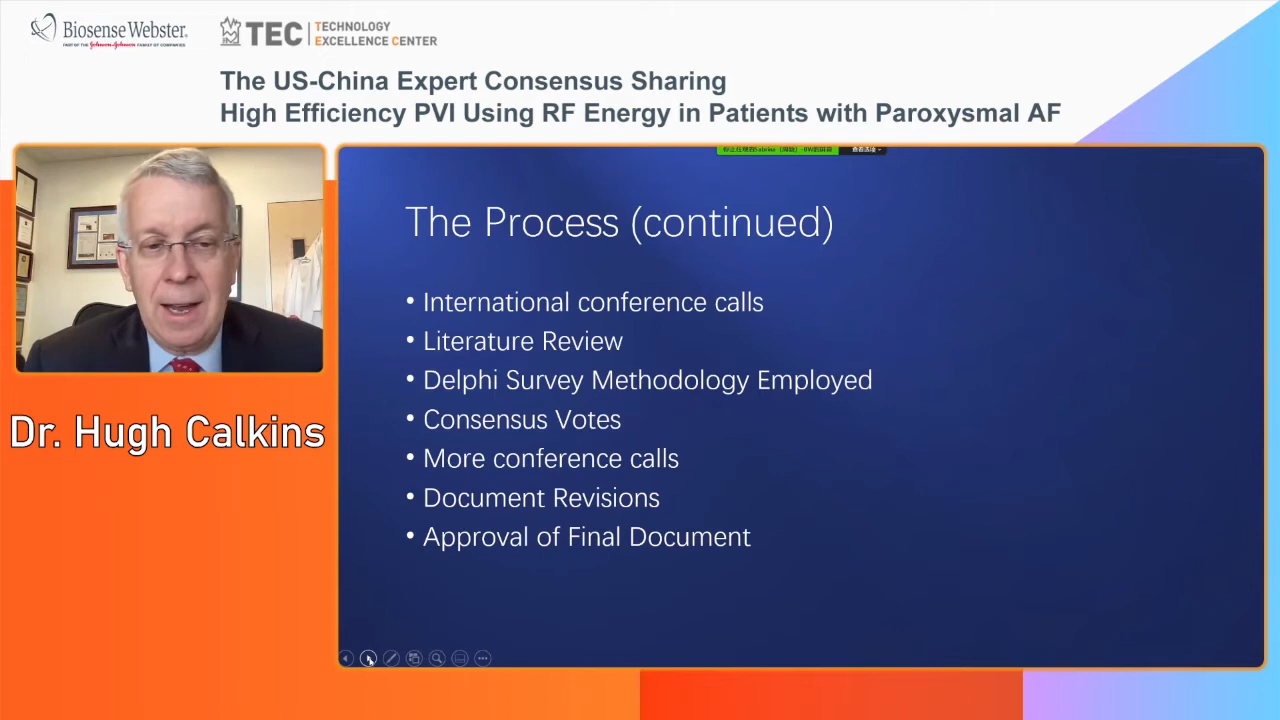 Biosense Webster
PART OF THE Johnson & Johnson FAMILY OF COMPANIES
TEC
TECHNOLOGY
EXCELLENCE CENTER
The US-China Expert Consensus Sharing
High Efficiency PVI Using RF Energy in Patients with Paroxysmal AF
The Process (continued)
• International conference calls
• Literature Review
• Delphi Survey Methodology Employed
• Consensus Votes
• More conference calls
• Document Revisions
• Approval of Final Document
Dr. Hugh Calkins